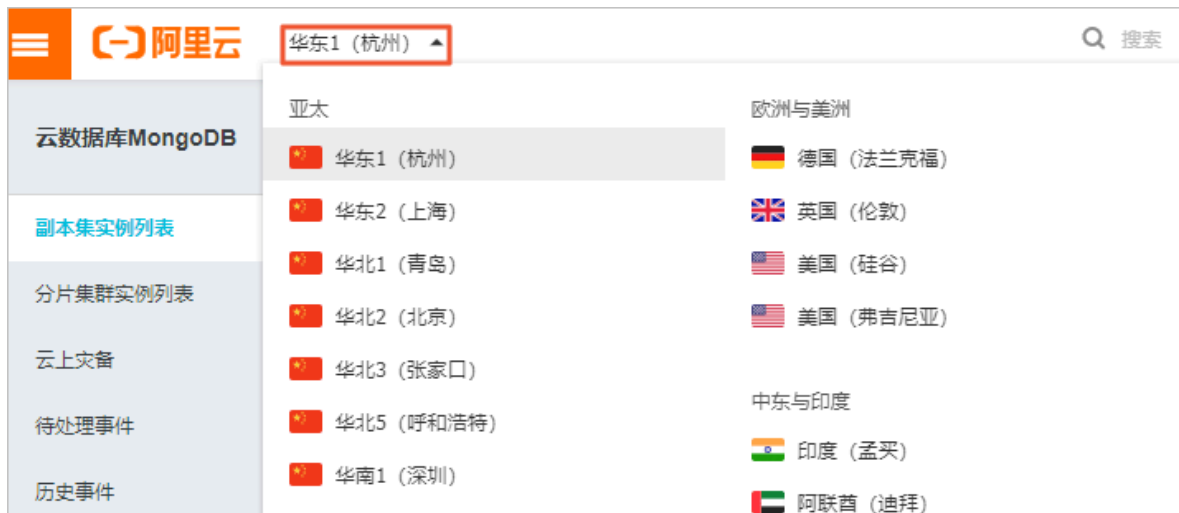 阿里云
华东1（杭州）
搜索
云数据库MongoDB
副本集实例列表
分片集群实例列表
云上灾备
待处理事件
历史事件
亚太
华东1（杭州）
华东2（上海）
华北1（青岛）
华北2（北京）
华北3（张家口）
华北5（呼和浩特）
华南1（深圳）
欧洲与美洲
德国（法兰克福）
英国（伦敦）
美国（硅谷）
美国（弗吉尼亚）
中东与印度
印度（孟买）
阿联酋（迪拜）